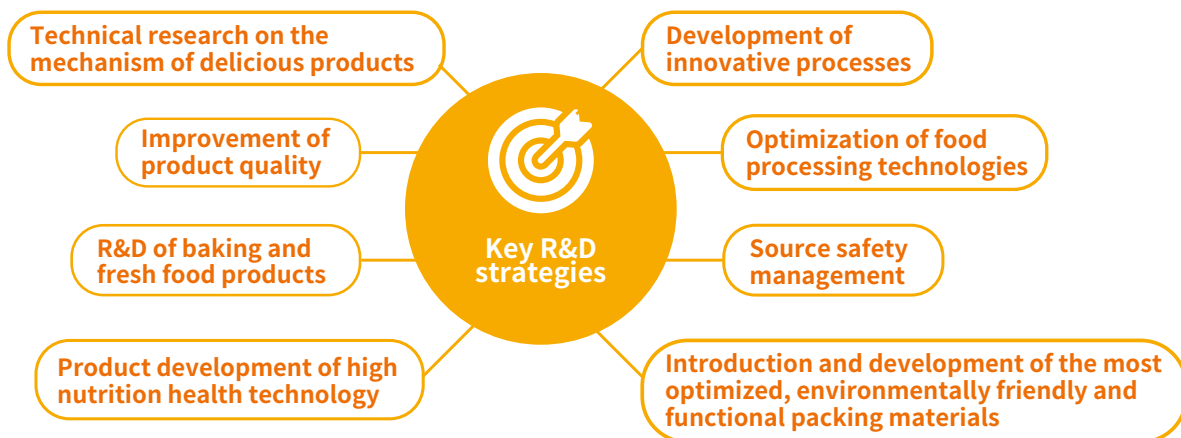 Technical research on the
mechanism of delicious products
Improvement of
product quality
R&D of baking and
fresh food products
Product development of high
nutrition health technology
Key R&D
strategies
Development of
innovative processes
Optimization of food
processing technologies
Source safety
management
Introduction and development of the most
optimized, environmentally friendly and
functional packing materials